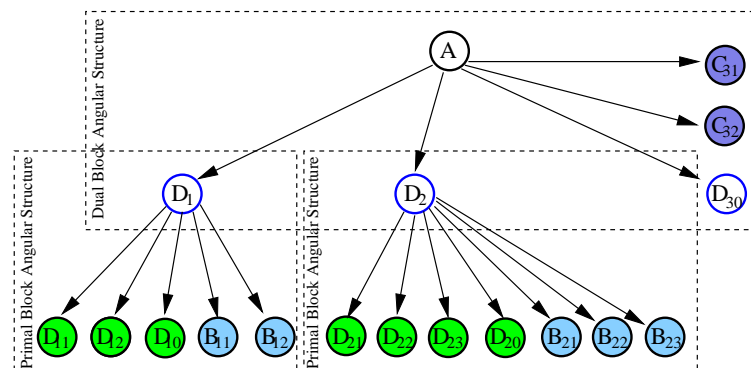 A
C31
C32
Dual Block Angular Structure
D1
D2
D30
Primal Block Angular Structure
Primal Block Angular Structure
D11 D12 D10 B11 B12
D21 D22 D23 D20 B21 B22 B23